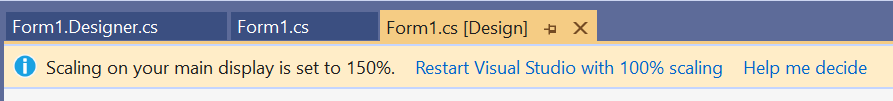 Form1.Designer.cs Form1.cs Form1.cs [Design]
Scaling on your main display is set to 150%. Restart Visual Studio with 100% scaling Help me decide